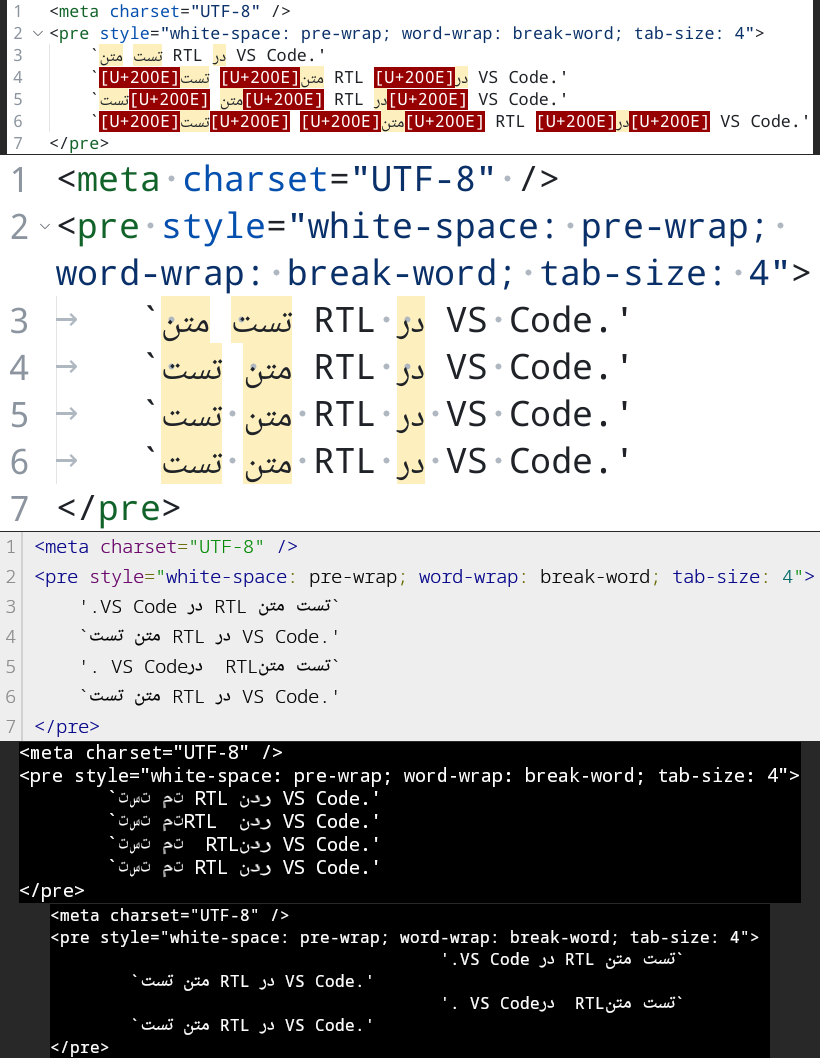 1 <meta charset="UTF-8" />
2 <pre style="white-space: pre-wrap; word-wrap: break-word; tab-size: 4">
3 `تست متن RTL در VS Code.'
4 `[U+200E]تست [U+200E]متن RTL [U+200E]در VS Code.'
5 `تست[U+200E] متن[U+200E] RTL در[U+200E] VS Code.'
6 `[U+200E]تست[U+200E] [U+200E]متن[U+200E] RTL [U+200E]در[U+200E] VS Code.'
7 </pre>
1 <meta·charset="UTF-8"·/>
2 <pre·style="white-space:·pre-wrap;·
word-wrap:·break-word;·tab-size:·4">
3 → `تست متن RTL·در VS·Code.'
4 → `تست متن RTL·در VS·Code.'
5 → `تست·متن·RTL·در·VS·Code.'
6 → `تست·متن·RTL·در·VS·Code.'
7 </pre>
1 <meta charset="UTF-8" />
2 <pre style="white-space: pre-wrap; word-wrap: break-word; tab-size: 4">
3 `تست متن RTL در VS Code.'
4 `تست متن RTL در VS Code.'
5 `تست متن RTL در VS Code.'
6 `تست متن RTL در VS Code.'
7 </pre>
<meta charset="UTF-8" />
<pre style="white-space: pre-wrap; word-wrap: break-word; tab-size: 4">
`تست تم RTL ردن VS Code.'
`تست تمRTL  ردن VS Code.'
`تست تم  RTLردن VS Code.'
`تست تم RTL ردن VS Code.'
</pre>
<meta charset="UTF-8" />
<pre style="white-space: pre-wrap; word-wrap: break-word; tab-size: 4">
`تست متن RTL در VS Code.'
`تست متن RTL در VS Code.'
`تست متن RTL در VS Code.'
`تست متن RTL در VS Code.'
</pre>